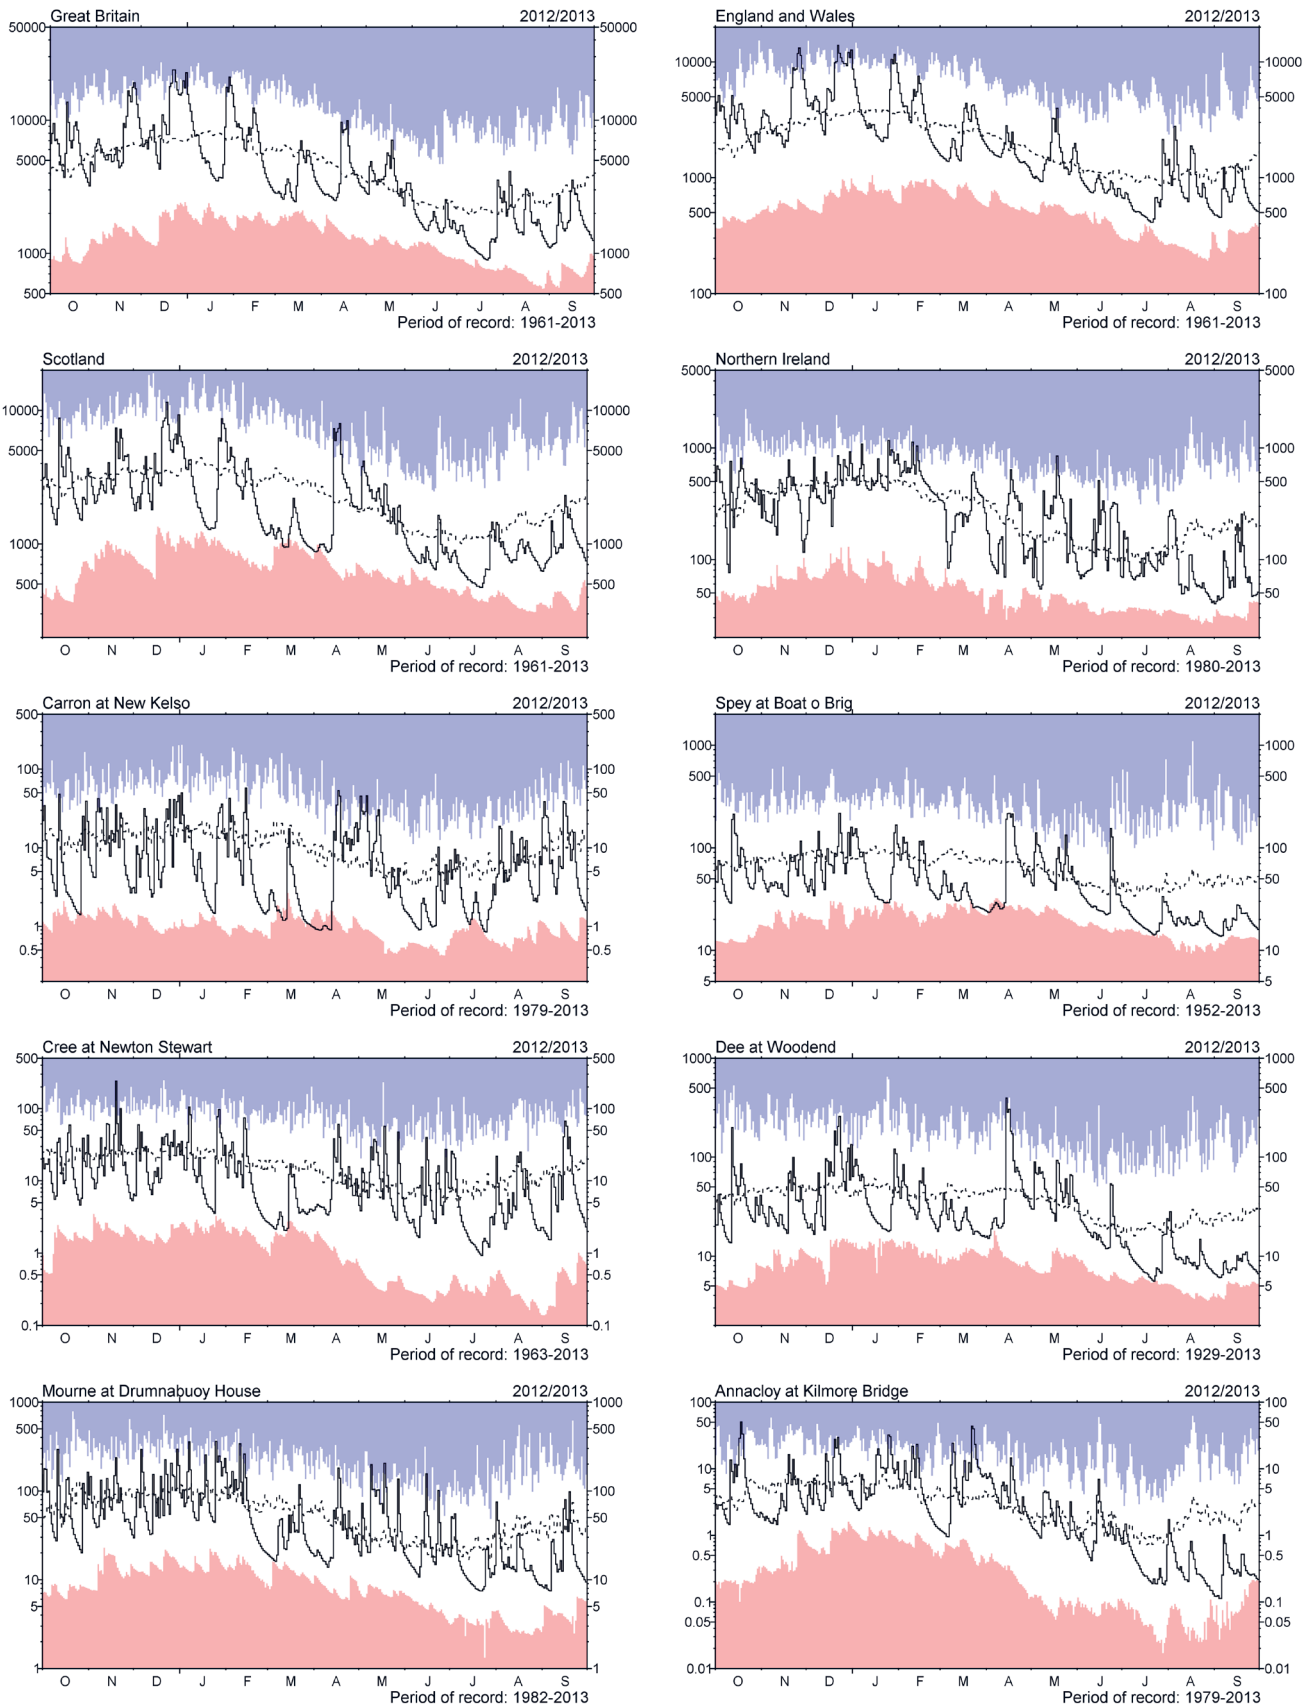 Great Britain 2012/2013
50000 50000
10000 10000
5000 5000
1000 1000
500 500
O N D J F M A M J J A S
Period of record: 1961-2013
England and Wales 2012/2013
10000 10000
5000 5000
1000 1000
500 500
100 100
O N D J F M A M J J A S
Period of record: 1961-2013
Scotland 2012/2013
10000 10000
5000 5000
1000 1000
500 500
O N D J F M A M J J A S
Period of record: 1961-2013
Northern Ireland 2012/2013
5000 5000
1000 1000
500 500
100 100
50 50
O N D J F M A M J J A S
Period of record: 1980-2013
Carron at New Kelso 2012/2013
500 500
100 100
50 50
10 10
5 5
1 1
0.5 0.5
O N D J F M A M J J A S
Period of record: 1979-2013
Spey at Boat o Brig 2012/2013
1000 1000
500 500
100 100
50 50
10 10
5 5
O N D J F M A M J J A S
Period of record: 1952-2013
Cree at Newton Stewart 2012/2013
500 500
100 100
50 50
10 10
5 5
1 1
0.5 0.5
0.1 0.1
O N D J F M A M J J A S
Period of record: 1963-2013
Dee at Woodend 2012/2013
1000 1000
500 500
100 100
50 50
10 10
5 5
O N D J F M A M J J A S
Period of record: 1929-2013
Mourne at Drumnabuoy House 2012/2013
1000 1000
500 500
100 100
50 50
10 10
5 5
1 1
O N D J F M A M J J A S
Period of record: 1982-2013
Annacloy at Kilmore Bridge 2012/2013
100 100
50 50
10 10
5 5
1 1
0.5 0.5
0.1 0.1
0.05 0.05
0.01 0.01
O N D J F M A M J J A S
Period of record: 1979-2013